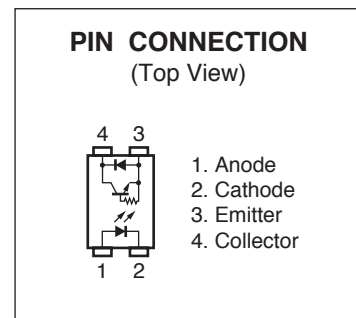 PIN CONNECTION
(Top View)
4 3
1. Anode
2. Cathode
3. Emitter
4. Collector
1 2